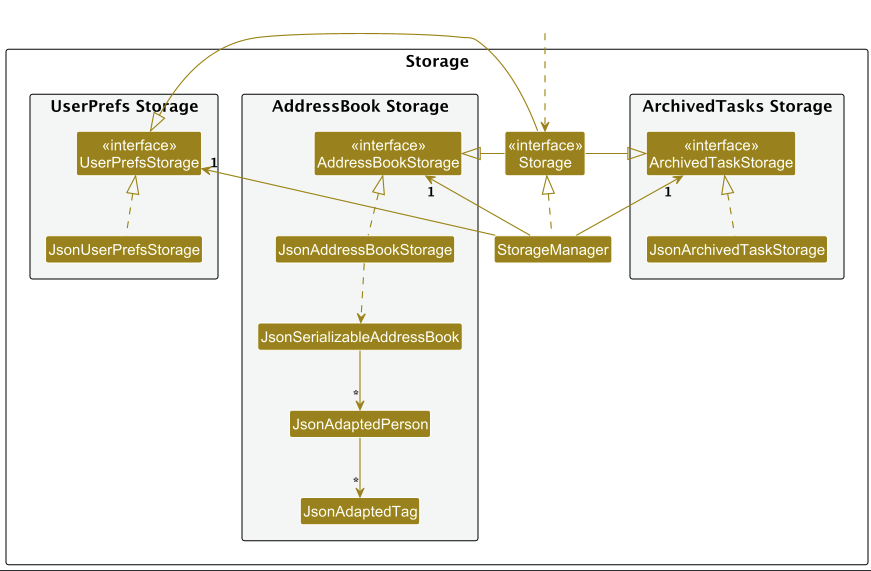 Storage
UserPrefs Storage
AddressBook Storage
ArchivedTasks Storage
«interface»
UserPrefsStorage
«interface»
AddressBookStorage
«interface»
Storage
«interface»
ArchivedTaskStorage
1
1
1
JsonUserPrefsStorage
JsonAddressBookStorage
StorageManager
JsonArchivedTaskStorage
JsonSerializableAddressBook
*
JsonAdaptedPerson
*
JsonAdaptedTag